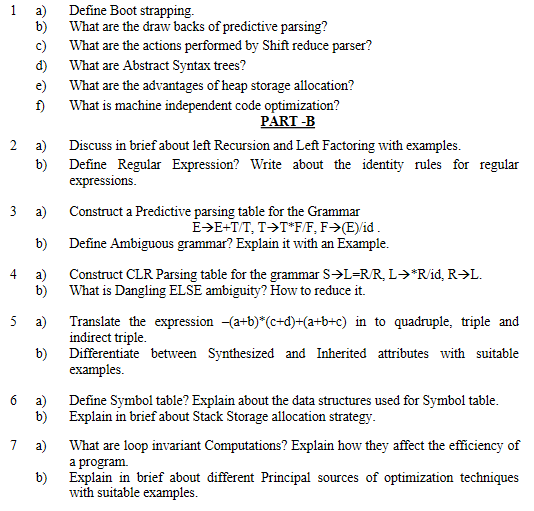 1 a) Define Boot strapping.
b) What are the draw backs of predictive parsing?
c) What are the actions performed by Shift reduce parser?
d) What are Abstract Syntax trees?
e) What are the advantages of heap storage allocation?
f) What is machine independent code optimization?
PART -B
2 a) Discuss in brief about left Recursion and Left Factoring with examples.
b) Define Regular Expression? Write about the identity rules for regular
expressions.
3 a) Construct a Predictive parsing table for the Grammar
E→E+T/T, T→T*F/F, F→(E)/id .
b) Define Ambiguous grammar? Explain it with an Example.
4 a) Construct CLR Parsing table for the grammar S→L=R/R, L→*R/id, R→L.
b) What is Dangling ELSE ambiguity? How to reduce it.
5 a) Translate the expression –(a+b)*(c+d)+(a+b+c) in to quadruple, triple and
indirect triple.
b) Differentiate between Synthesized and Inherited attributes with suitable
examples.
6 a) Define Symbol table? Explain about the data structures used for Symbol table.
b) Explain in brief about Stack Storage allocation strategy.
7 a) What are loop invariant Computations? Explain how they affect the efficiency of
a program.
b) Explain in brief about different Principal sources of optimization techniques
with suitable examples.